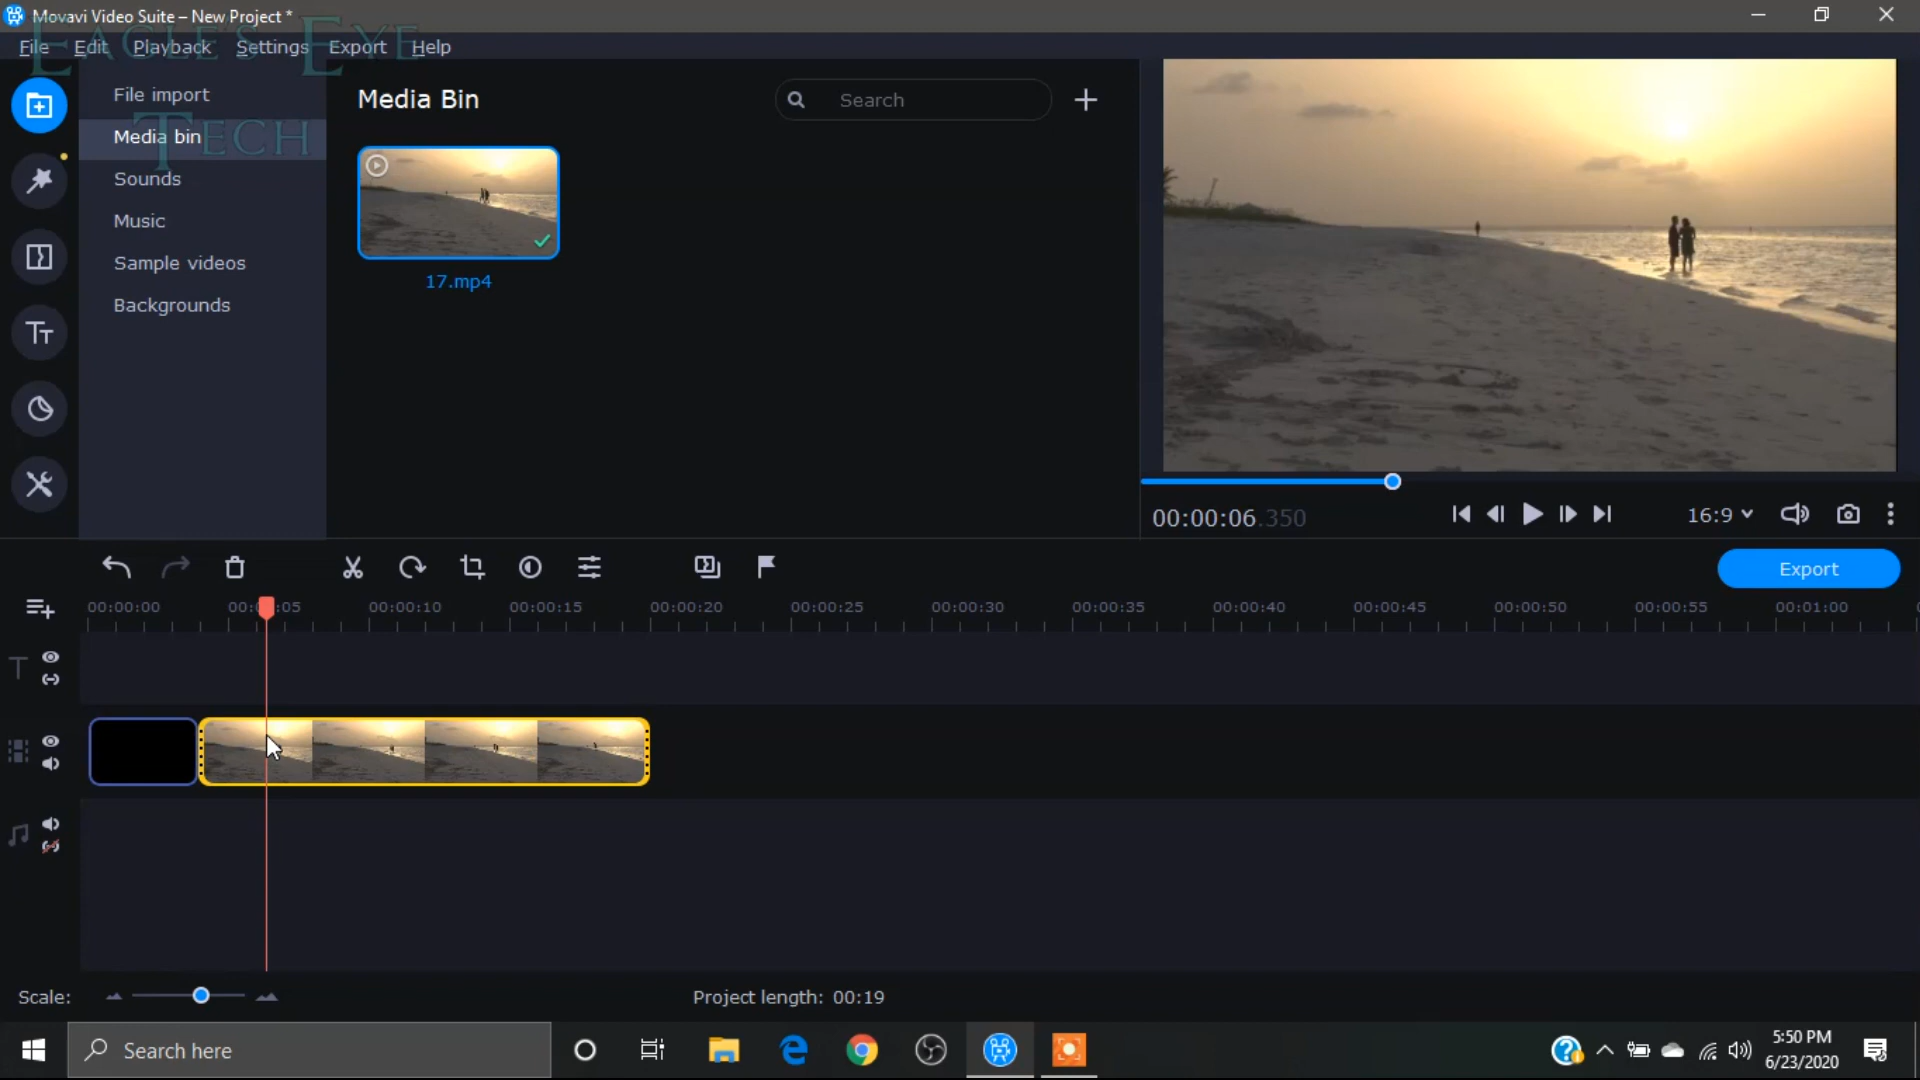 Movavi Video Suite – New Project *
EAGLE'S EYE
TECH
File Edit Playback Settings Export Help
File import
Media bin
Sounds
Music
Sample videos
Backgrounds
Media Bin
Search
17.mp4
00:00:06.350
16:9
Export
00:00:00 00:00:05 00:00:10 00:00:15 00:00:20 00:00:25 00:00:30 00:00:35 00:00:40 00:00:45 00:00:50 00:00:55 00:01:00
Scale:
Project length: 00:19
Search here
5:50 PM
6/23/2020